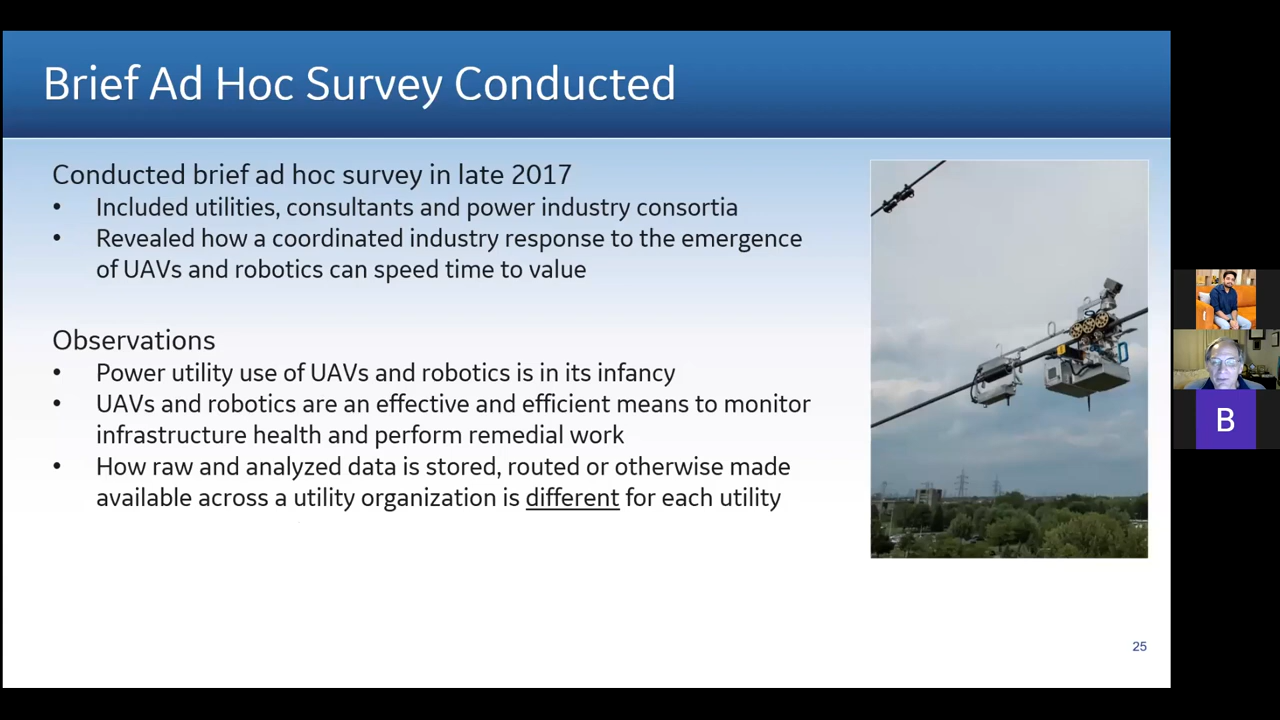 Brief Ad Hoc Survey Conducted
Conducted brief ad hoc survey in late 2017
• Included utilities, consultants and power industry consortia
• Revealed how a coordinated industry response to the emergence
of UAVs and robotics can speed time to value
Observations
• Power utility use of UAVs and robotics is in its infancy
• UAVs and robotics are an effective and efficient means to monitor
infrastructure health and perform remedial work
• How raw and analyzed data is stored, routed or otherwise made
available across a utility organization is different for each utility
25
B